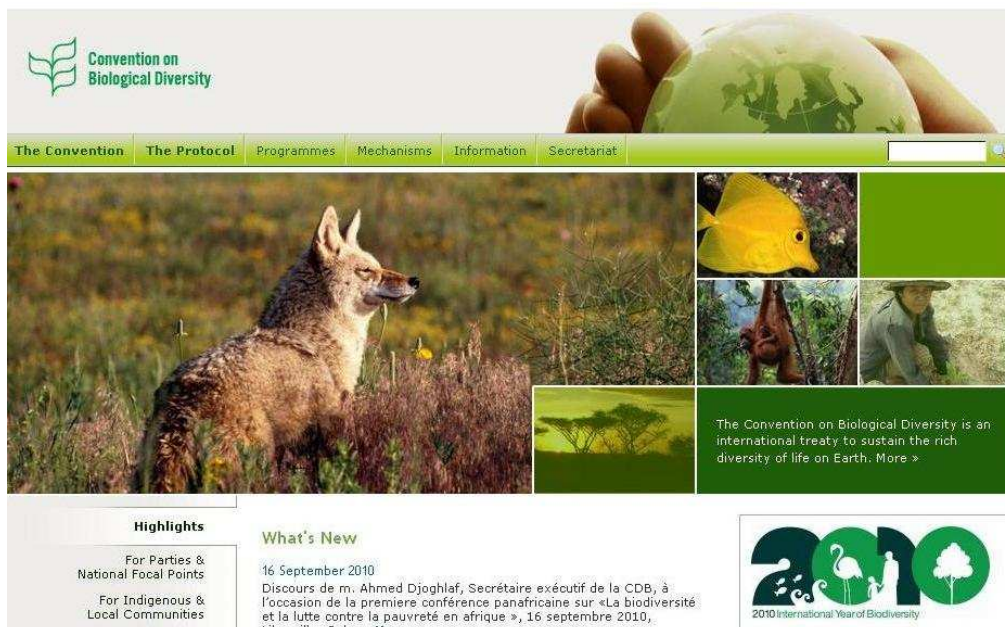 Convention on
Biological Diversity
The Convention
The Protocol
Programmes
Mechanisms
Information
Secretariat
The Convention on Biological Diversity is an
international treaty to sustain the rich
diversity of life on Earth. More »
Highlights
For Parties &
National Focal Points
For Indigenous &
Local Communities
What's New
16 September 2010
Discours de m. Ahmed Djoghlaf, Secrétaire exécutif de la CDB, à
l'occasion de la premiere conférence panafricaine sur «La biodiversité
et la lutte contre la pauvreté en afrique », 16 septembre 2010,
2010
2010 International Year of Biodiversity